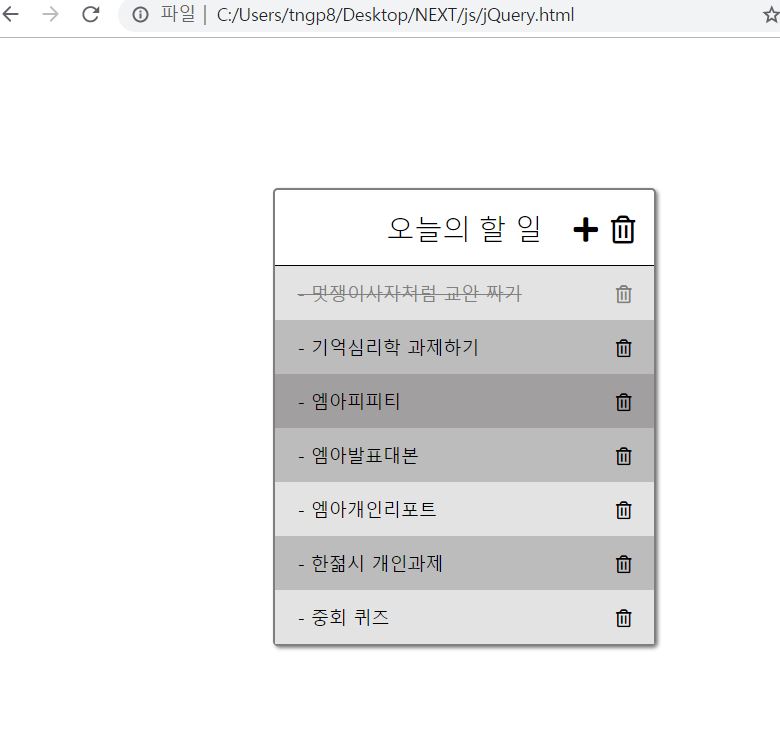 파일 | C:/Users/tngp8/Desktop/NEXT/js/jQuery.html
오늘의 할 일
- 멋쟁이사자처럼 교안 짜기
- 기억심리학 과제하기
- 엠아피피티
- 엠아발표대본
- 엠아개인리포트
- 한젊시 개인과제
- 중회 퀴즈